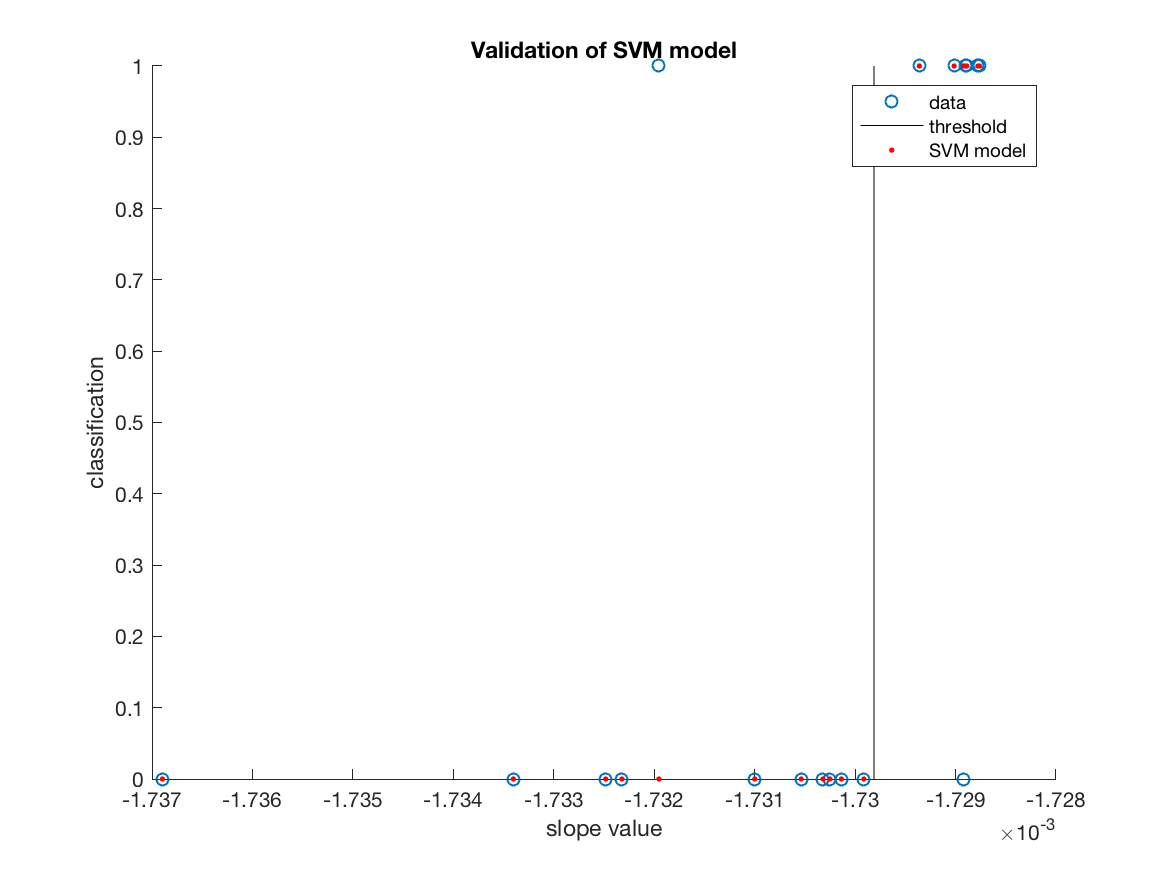 Validation of SVM model
1
0.9
0.8
0.7
0.6
0.5
0.4
0.3
0.2
0.1
0
classification
data
threshold
SVM model
-1.737 -1.736 -1.735 -1.734 -1.733 -1.732 -1.731 -1.73 -1.729 -1.728
slope value
×10-3